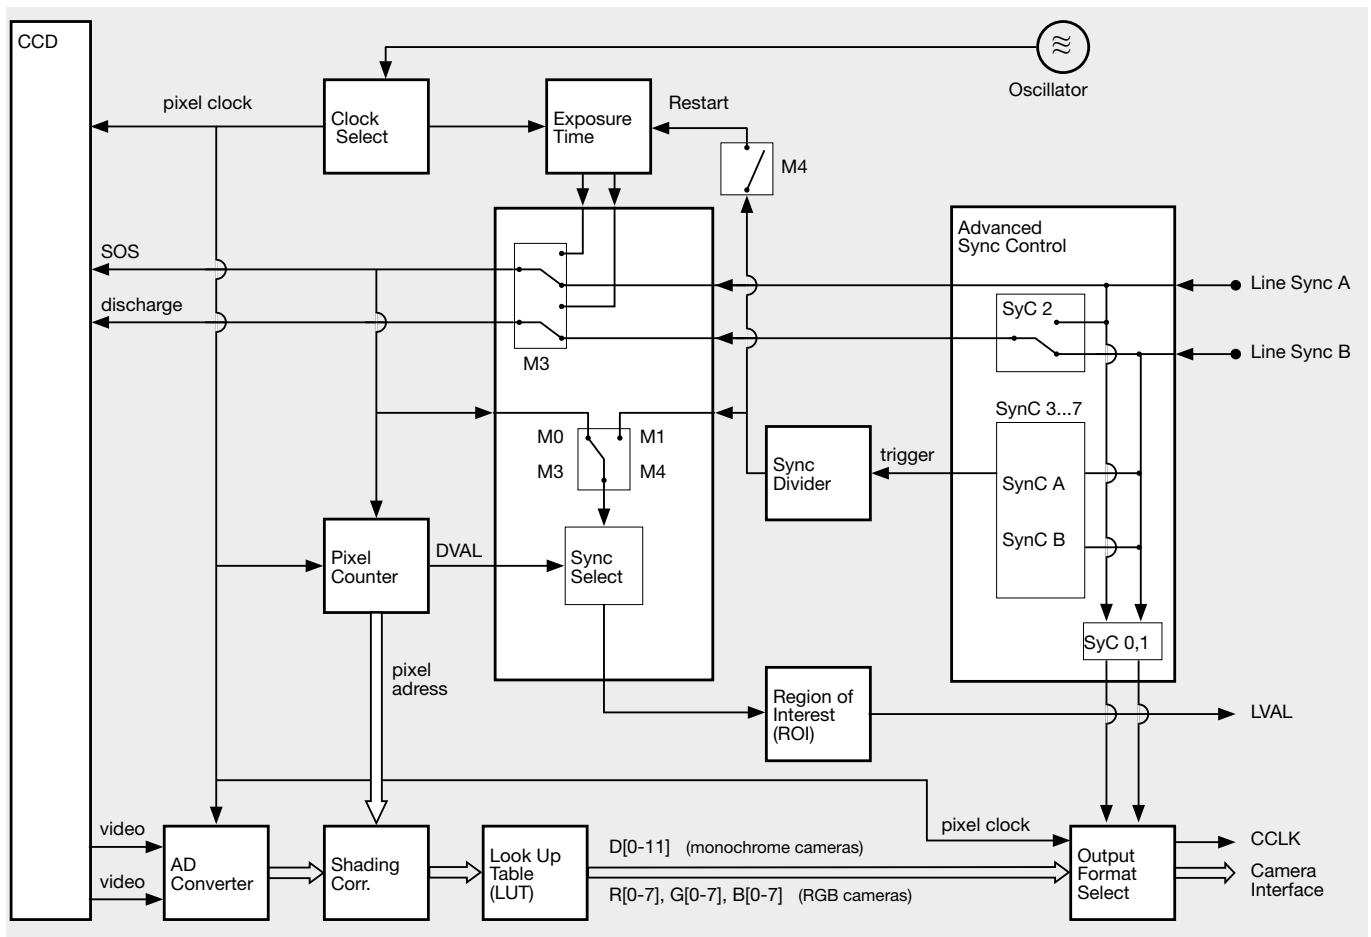 CCD
Oscillator
pixel clock
Clock
Select
Exposure
Time
Restart
M4
SOS
discharge
M3
Advanced
Sync Control
Line Sync A
SyC 2
Line Sync B
SynC 3...7
M0
M1
M3
M4
Sync
Divider
trigger
SynC A
SynC B
Pixel
Counter
DVAL
Sync
Select
SyC 0,1
pixel
adress
Region of
Interest
(ROI)
LVAL
video
video
AD
Converter
Shading
Corr.
Look Up
Table
(LUT)
D[0-11] (monochrome cameras)
R[0-7], G[0-7], B[0-7] (RGB cameras)
pixel clock
Output
Format
Select
CCLK
Camera
Interface